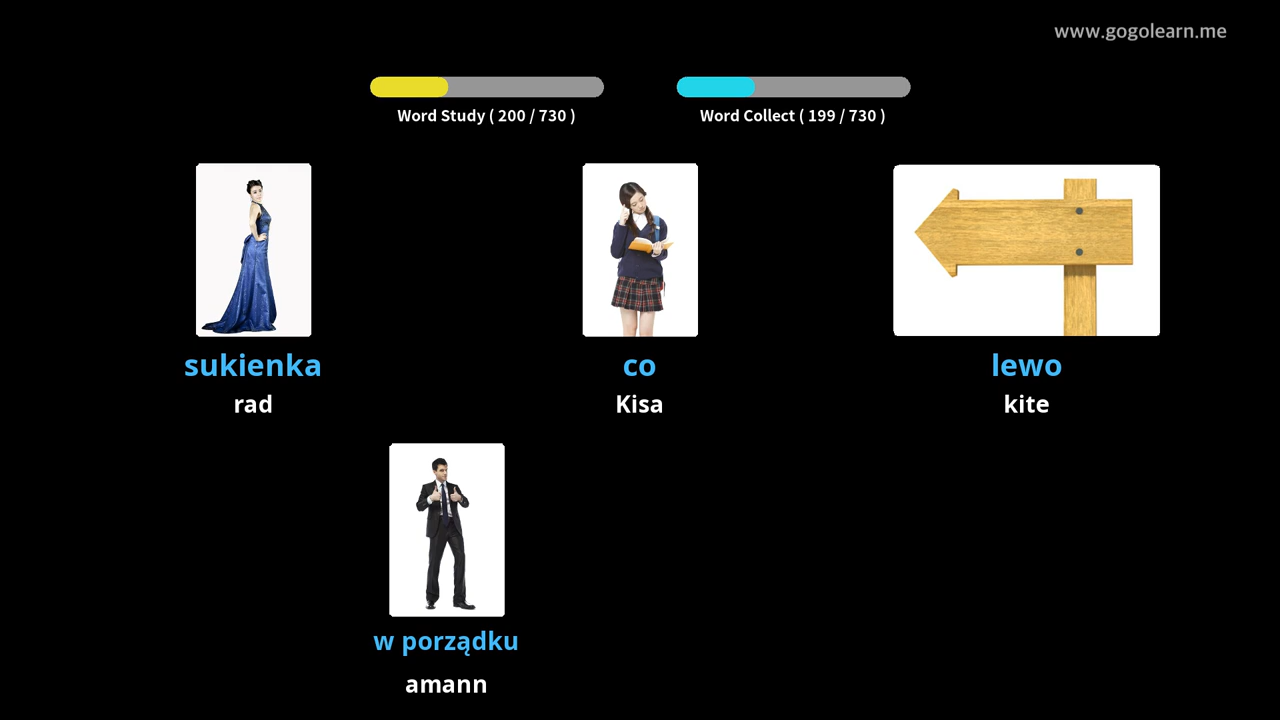 www.gogolearn.me
Word Study ( 200 / 730 )
Word Collect ( 199 / 730 )
sukienka
rad
co
Kisa
lewo
kite
w porządku
amann